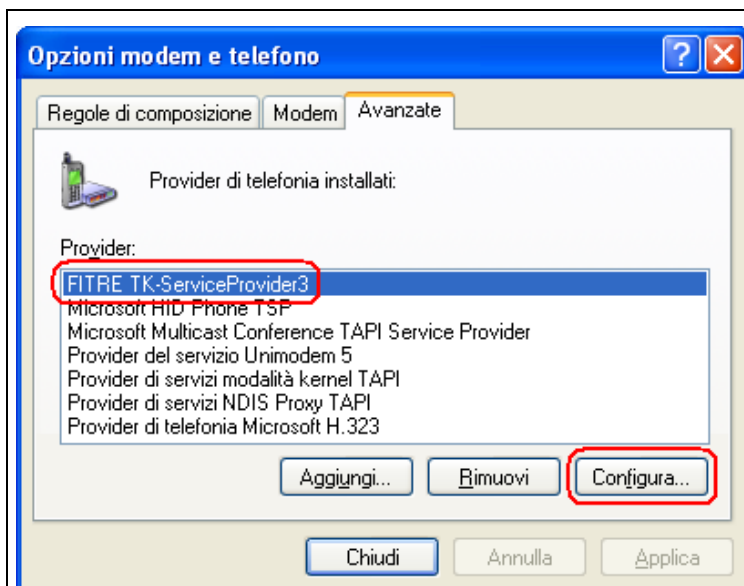 Opzioni modem e telefono
Regole di composizione Modem Avanzate
Provider di telefonia installati:
Provider:
FITRE TK-ServiceProvider3
Microsoft HID Phone TSP
Microsoft Multicast Conference TAPI Service Provider
Provider del servizio Unimodem 5
Provider di servizi modalità kernel TAPI
Provider di servizi NDIS Proxy TAPI
Provider di telefonia Microsoft H.323
Aggiungi... Rimuovi Configura...
Chiudi Annulla Applica